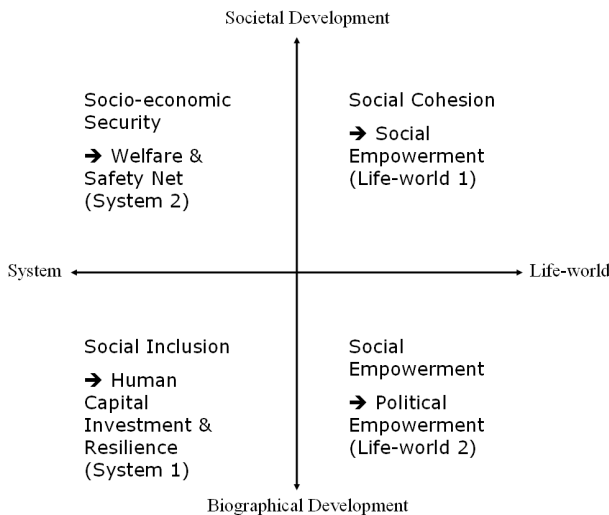 Societal Development
Socio-economic
Security
➔ Welfare &
Safety Net
(System 2)
Social Cohesion
➔ Social
Empowerment
(Life-world 1)
System
Life-world
Social Inclusion
➔ Human
Capital
Investment &
Resilience
(System 1)
Social
Empowerment
➔ Political
Empowerment
(Life-world 2)
Biographical Development